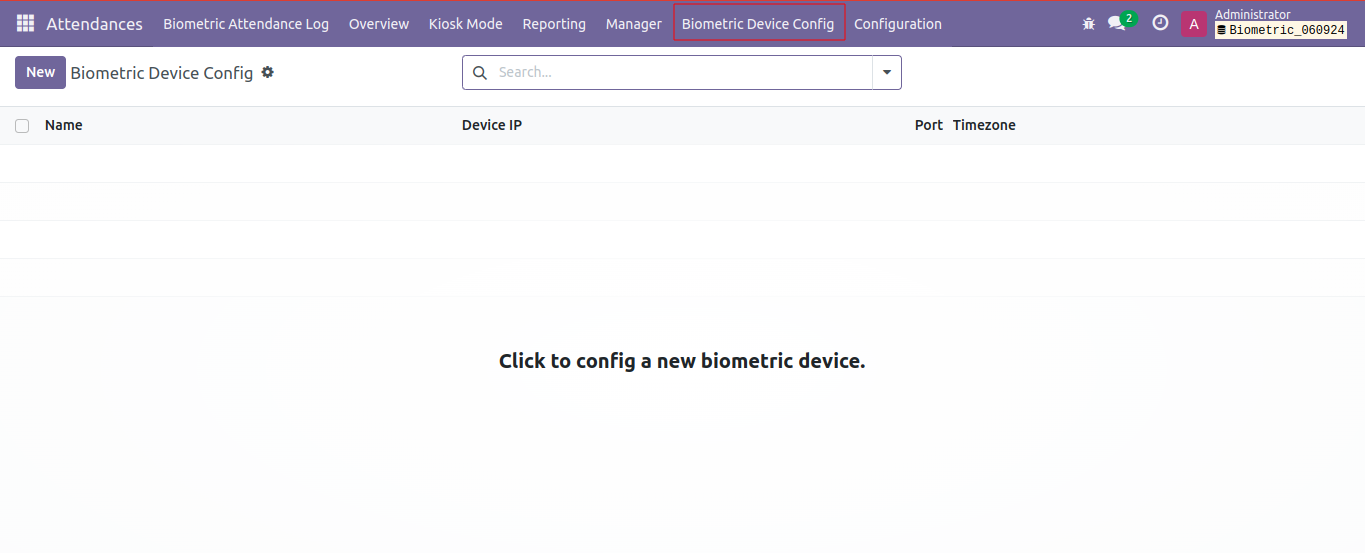 Attendances Biometric Attendance Log Overview Kiosk Mode Reporting Manager Biometric Device Config Configuration 2 A Administrator
Biometric_060924
New Biometric Device Config Search...
Name Device IP Port Timezone
Click to config a new biometric device.